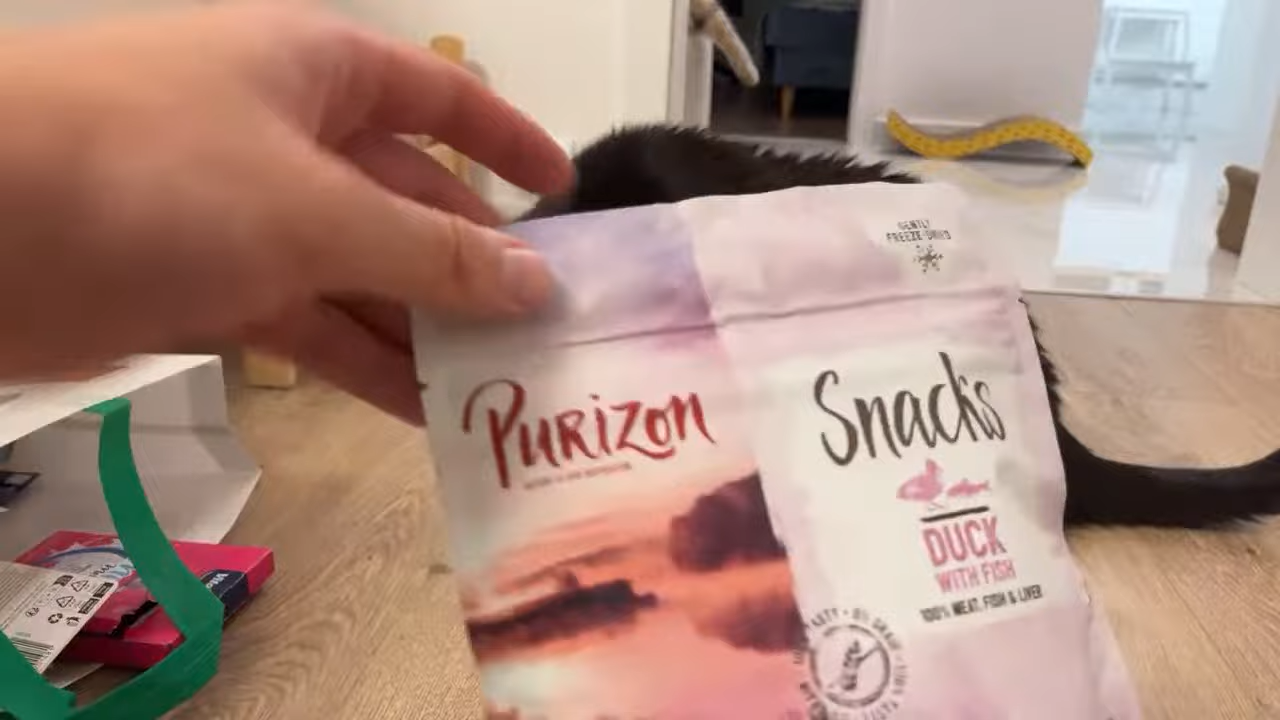 GENTLY
FREEZE-DRIED
PURIZON
Snacks
DUCK
WITH FISH
100% MEAT, FISH & LIVER